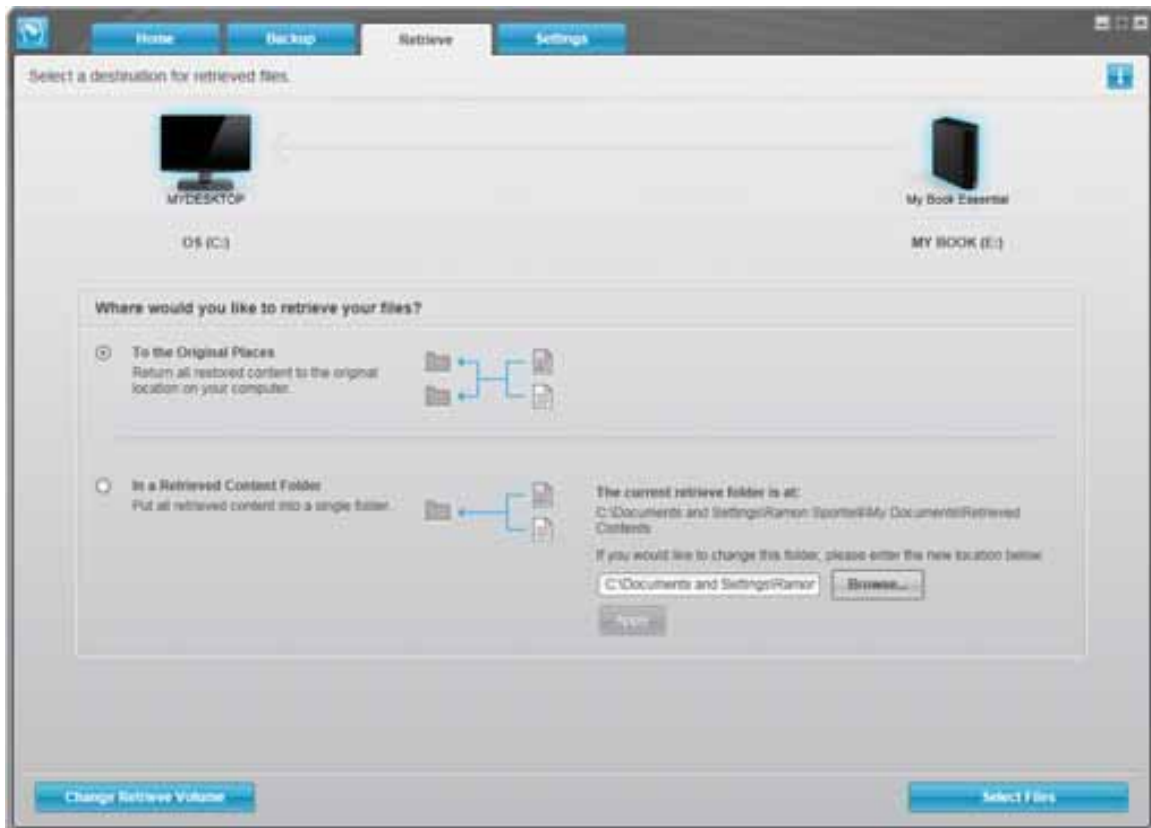 Home Backup Retrieve Settings
Select a destination for retrieved files.
MYDESKTOP
My Book Essential
OS (C:)
MY BOOK (E:)
Where would you like to retrieve your files?
To the Original Places
Return all restored content to the original
location on your computer.
In a Retrieved Content Folder
Put all retrieved content into a single folder.
The current retrieve folder is at:
C:\Documents and Settings\Ramon My Documents\Retrieved
Contents
If you would like to change this folder, please enter the new location below.
C:\Documents and Settings\Ramon
Browse...
Apply
Change Retrieve Volume
Select Files